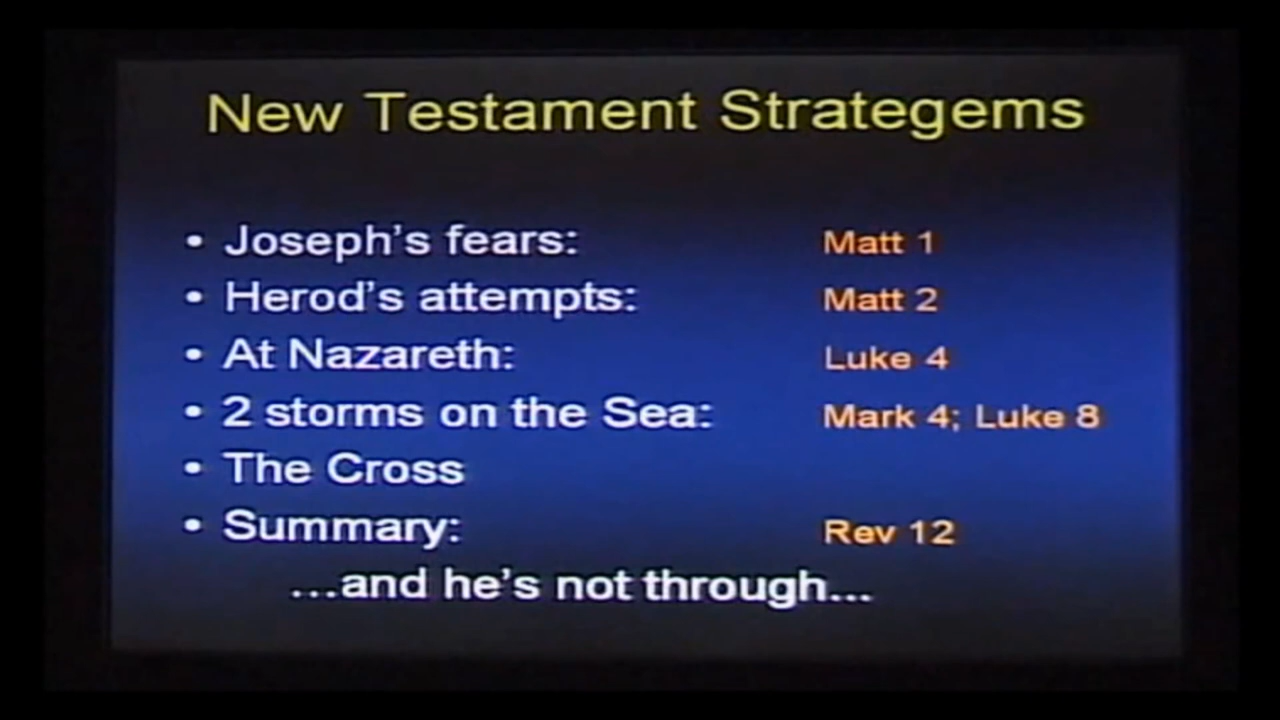 New Testament Strategems
• Joseph's fears: Matt 1
• Herod's attempts: Matt 2
• At Nazareth: Luke 4
• 2 storms on the Sea: Mark 4; Luke 8
• The Cross
• Summary: Rev 12
...and he's not through...